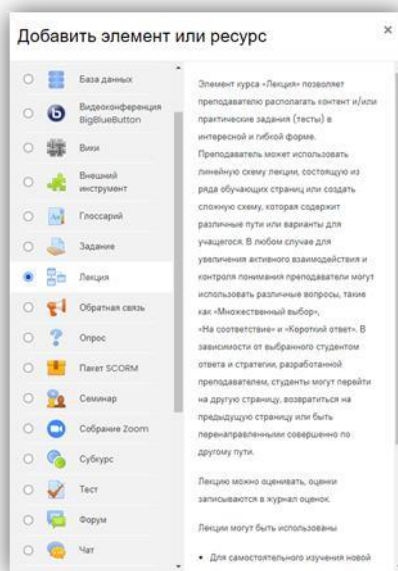 Добавить элемент или ресурс
×
База данных
Видеоконференция
BigBlueButton
Вики
Внешний
инструмент
Глоссарий
Задание
Лекция
Обратная связь
Опрос
Пакет SCORM
Семинар
Собрание Zoom
Субкурс
Тест
Форум
Чат
Элемент курса «Лекция» позволяет
преподавателю располагать контент и/или
практические задания (тесты) в
интересной и гибкой форме.
Преподаватель может использовать
линейную схему лекции, состоящую из
ряда обучающих страниц или создать
сложную схему, которая содержит
различные пути или варианты для
учащегося. В любом случае для
увеличения активного взаимодействия и
контроля понимания преподаватели могут
использовать различные вопросы, такие
как «Множественный выбор»,
«На соответствие» и «Короткий ответ». В
зависимости от выбранного студентом
ответа и стратегии, разработанной
преподавателем, студенты могут перейти
на другую страницу, возвратиться на
предыдущую страницу или быть
перенаправленными совершенно по
другому пути.
Лекцию можно оценивать, оценки
записываются в журнал оценок.
Лекции могут быть использованы
• Для самостоятельного изучения новой